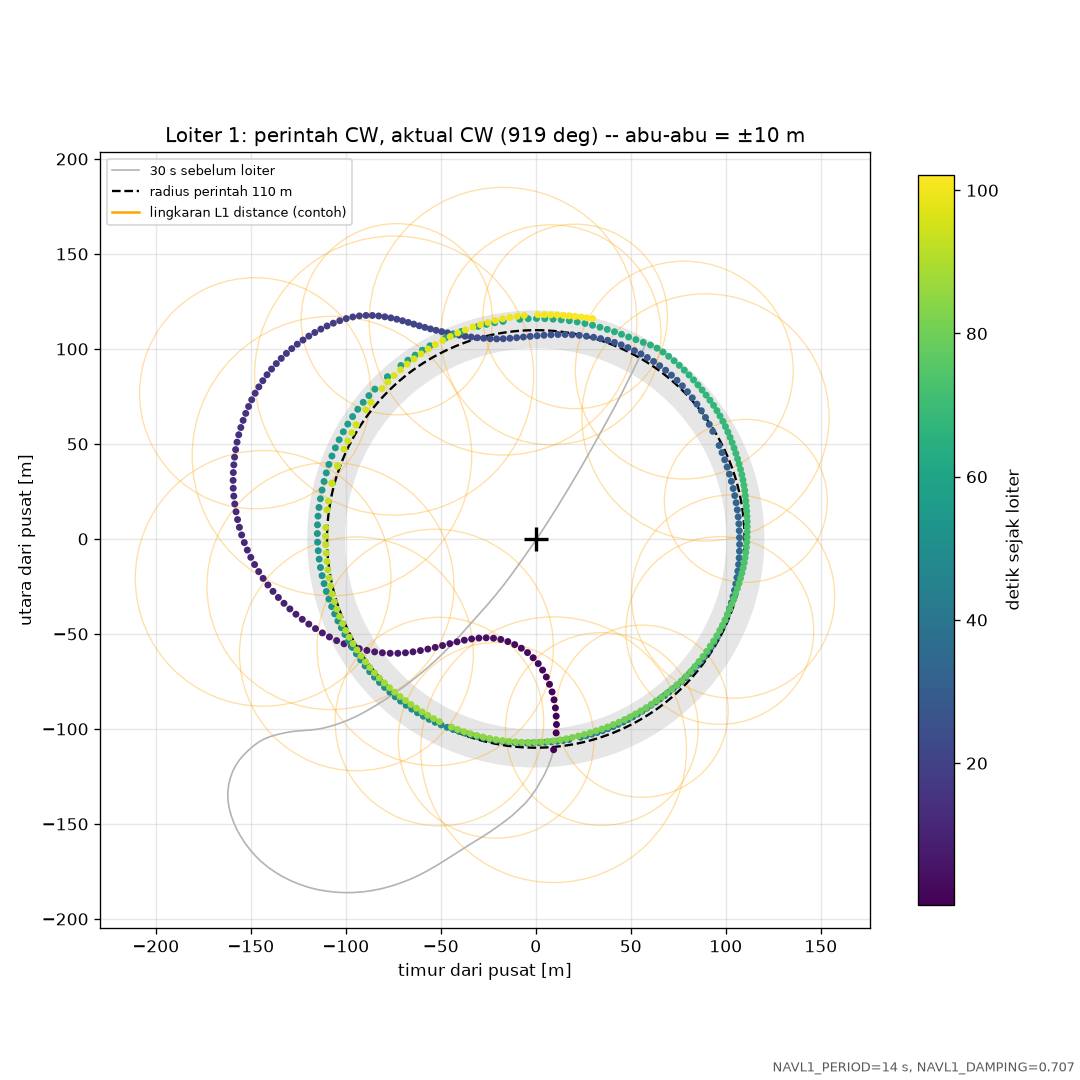 Loiter 1: perintah CW, aktual CW (919 deg) -- abu-abu = ±10 m
30 s sebelum loiter
radius perintah 110 m
lingkaran L1 distance (contoh)
200
150
100
50
0
−50
−100
−150
−200
utara dari pusat [m]
−200 −150 −100 −50 0 50 100 150
timur dari pusat [m]
100
80
60
40
20
detik sejak loiter
NAVL1_PERIOD=14 s, NAVL1_DAMPING=0.707